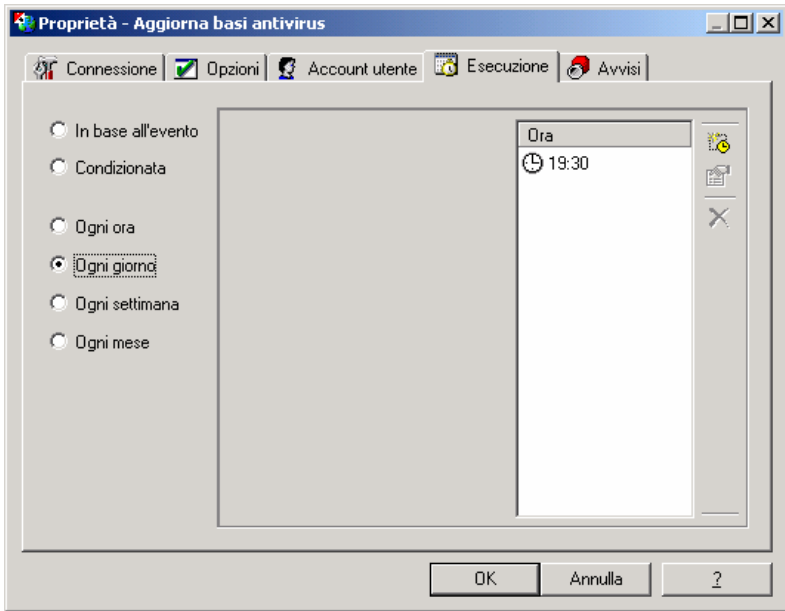 Proprietà - Aggiorna basi antivirus
Connessione Opzioni Account utente Esecuzione Avvisi
In base all'evento
Condizionata
Ogni ora
Ogni giorno
Ogni settimana
Ogni mese
Ora
19:30
OK Annulla ?